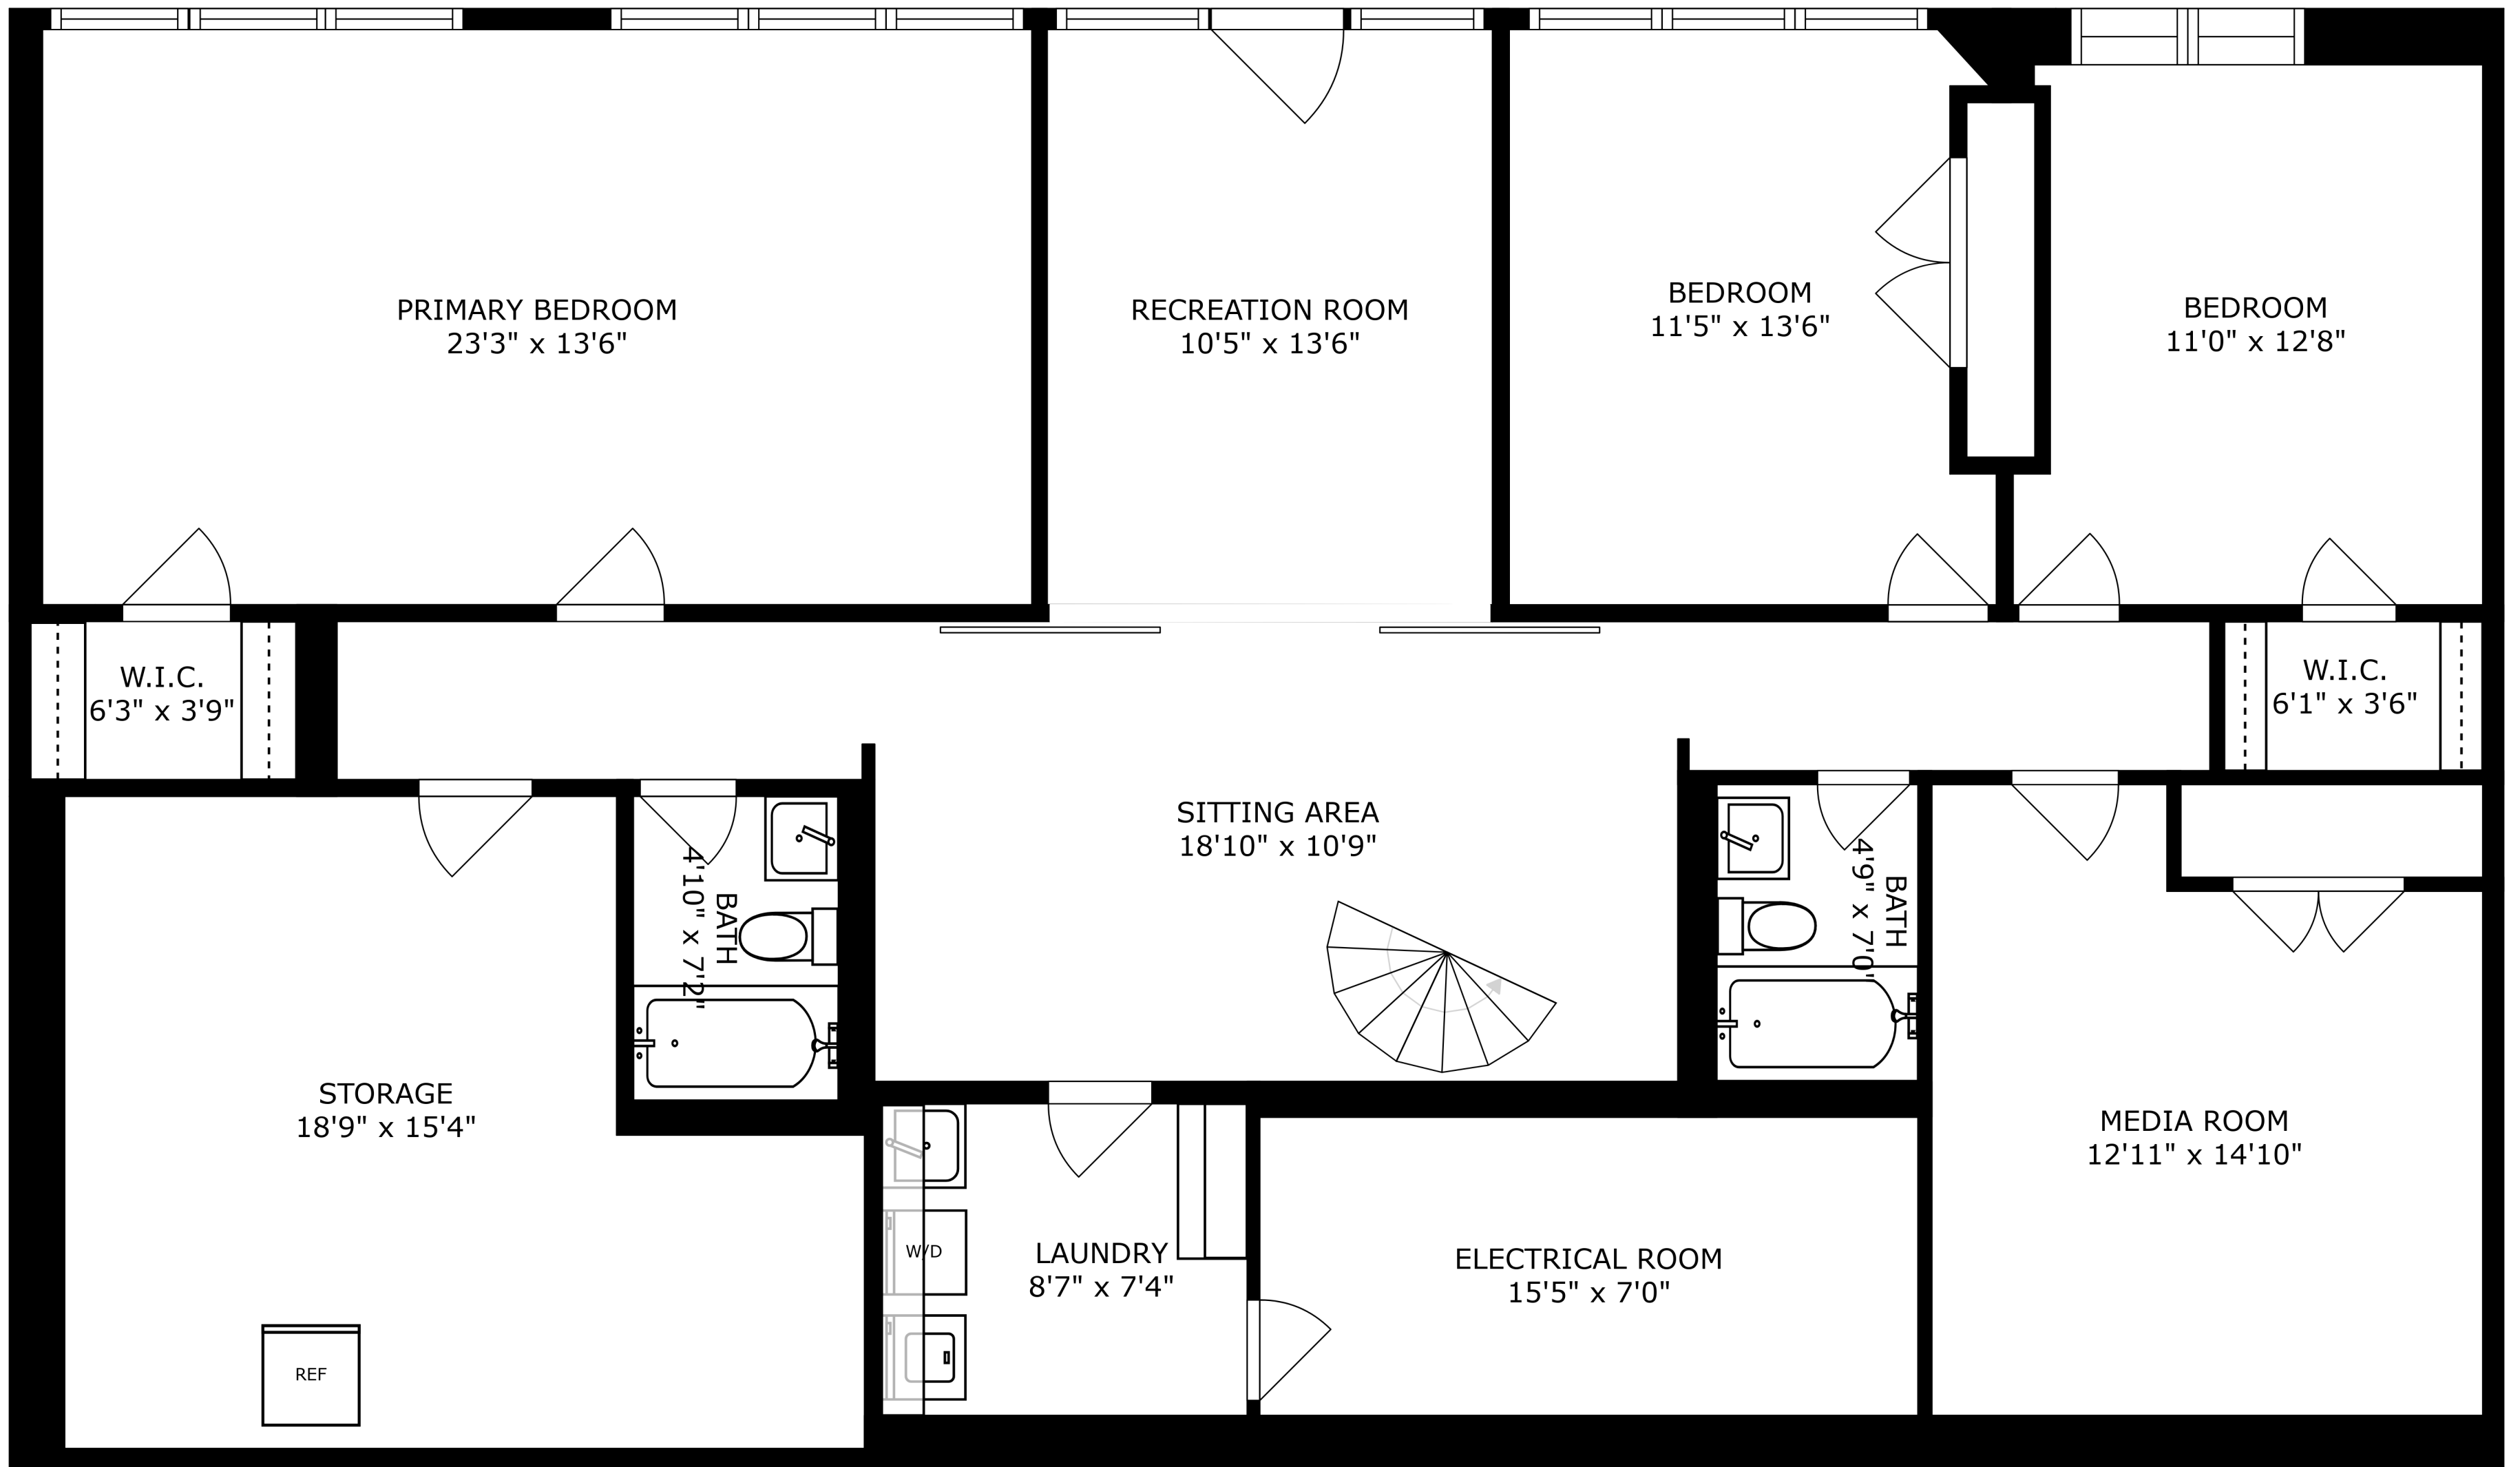 PRIMARY BEDROOM
23'3" x 13'6"
RECREATION ROOM
10'5" x 13'6"
BEDROOM
11'5" x 13'6"
BEDROOM
11'0" x 12'8"
W.I.C.
6'3" x 3'9"
W.I.C.
6'1" x 3'6"
SITTING AREA
18'10" x 10'9"
BATH
4'10" x 7'2"
BATH
4'9" x 7'0"
STORAGE
18'9" x 15'4"
MEDIA ROOM
12'11" x 14'10"
W/D
LAUNDRY
8'7" x 7'4"
ELECTRICAL ROOM
15'5" x 7'0"
REF